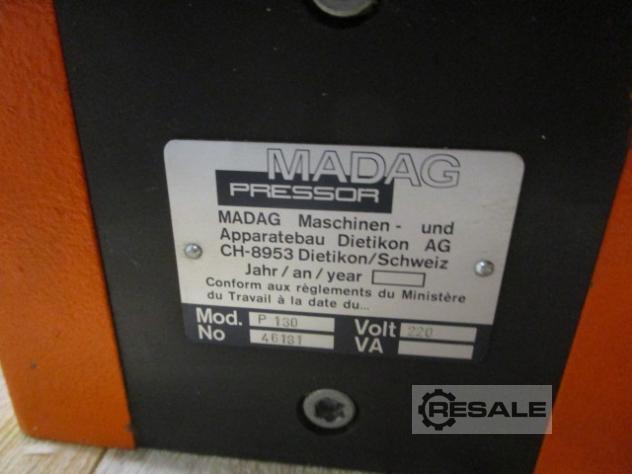 MADAG
PRESSOR
MADAG Maschinen - und
Apparatebau Dietikon AG
CH-8953 Dietikon/Schweiz
Jahr/an/year
Conform aux règlements du Ministère
du Travail à la date du...
Mod. P 130 Volt 220
No 46131 VA
RESALE